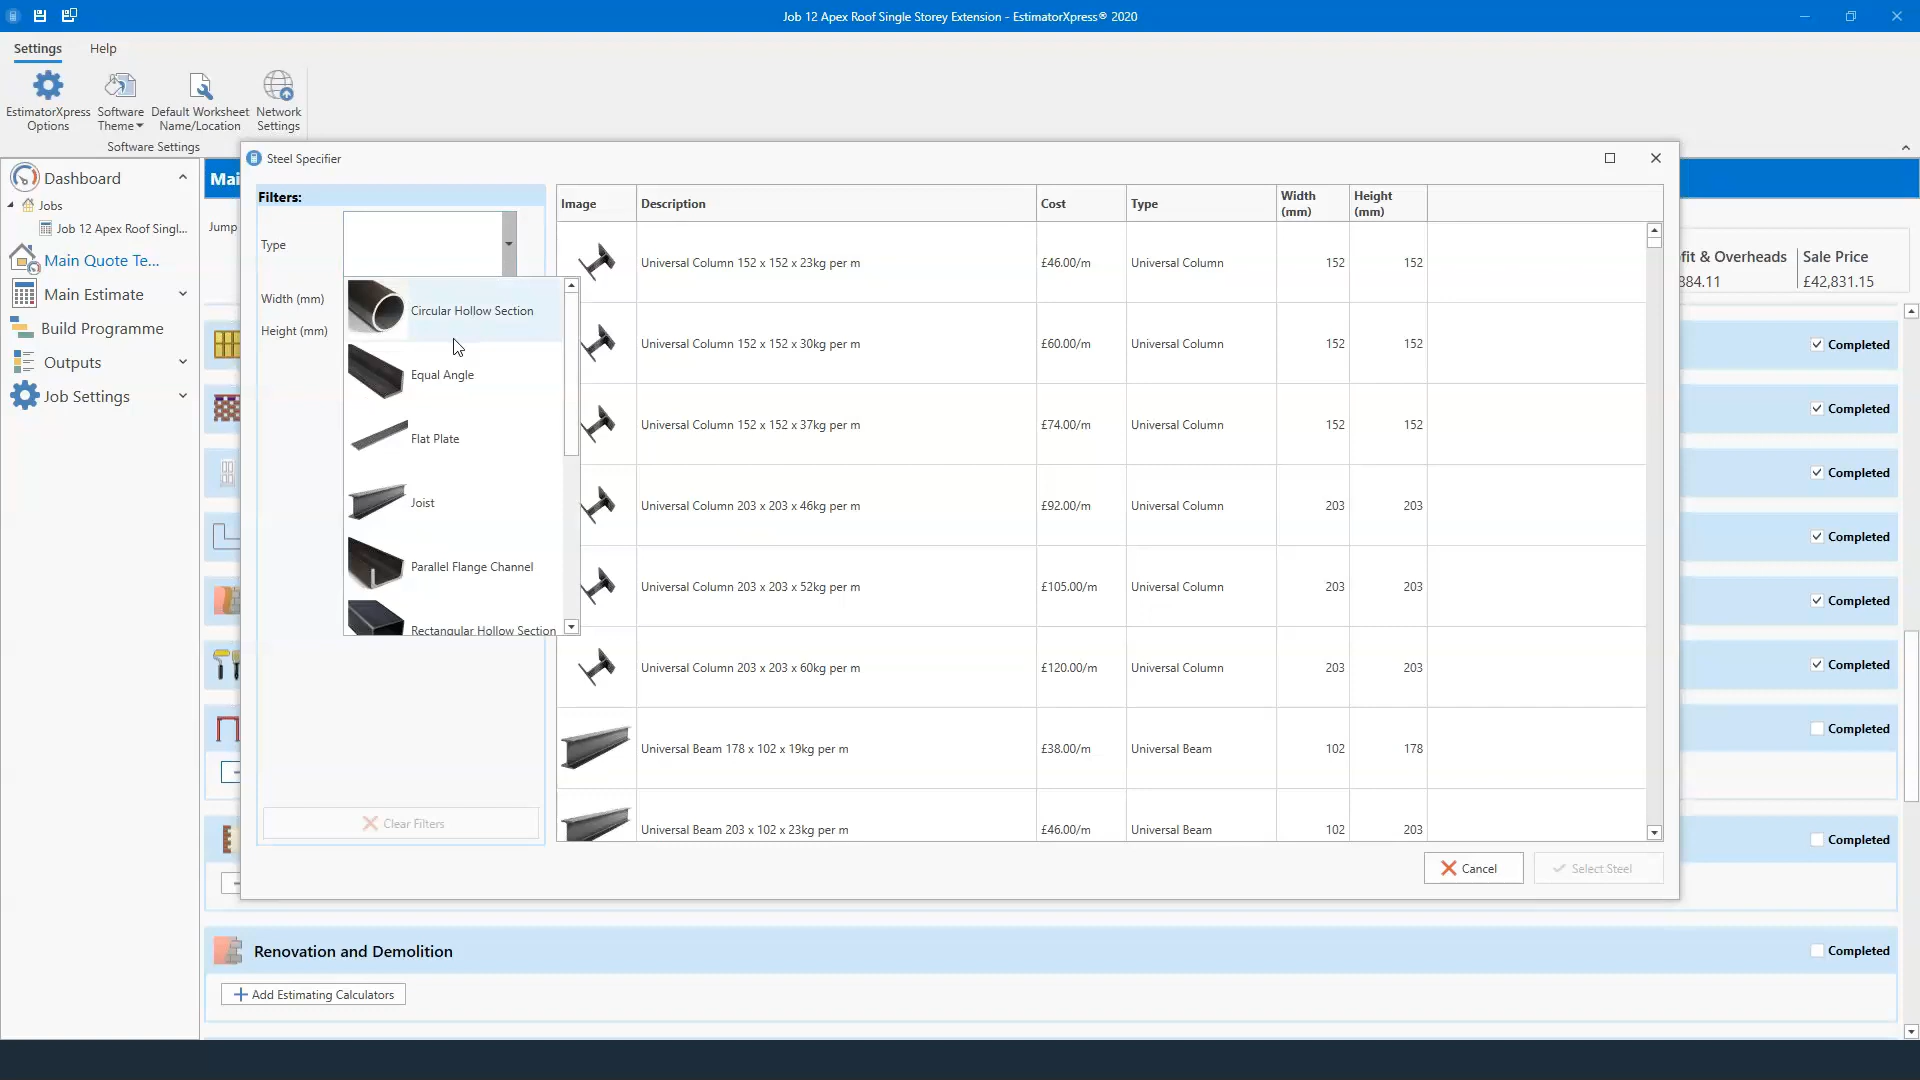 Job 12 Apex Roof Single Storey Extension - EstimatorXpress® 2020
Settings
Help
EstimatorXpress
Options
Software
Theme
Default Worksheet
Name/Location
Network
Settings
Software Settings
Dashboard
Jobs
Job 12 Apex Roof Singl...
Main Quote Te...
Main Estimate
Build Programme
Outputs
Job Settings
Mai
Jump
fit & Overheads
Sale Price
884.11
£42,831.15
Steel Specifier
Filters:
Type
Width (mm)
Height (mm)
Circular Hollow Section
Equal Angle
Flat Plate
Joist
Parallel Flange Channel
Rectangular Hollow Section
Clear Filters
Image
Description
Cost
Type
Width
(mm)
Height
(mm)
Universal Column 152 x 152 x 23kg per m £46.00/m Universal Column 152 152
Universal Column 152 x 152 x 30kg per m £60.00/m Universal Column 152 152
Universal Column 152 x 152 x 37kg per m £74.00/m Universal Column 152 152
Universal Column 203 x 203 x 46kg per m £92.00/m Universal Column 203 203
Universal Column 203 x 203 x 52kg per m £105.00/m Universal Column 203 203
Universal Column 203 x 203 x 60kg per m £120.00/m Universal Column 203 203
Universal Beam 178 x 102 x 19kg per m £38.00/m Universal Beam 102 178
Universal Beam 203 x 102 x 23kg per m £46.00/m Universal Beam 102 203
Cancel
Select Steel
Completed
Completed
Completed
Completed
Completed
Completed
Completed
Completed
Renovation and Demolition
Completed
Add Estimating Calculators